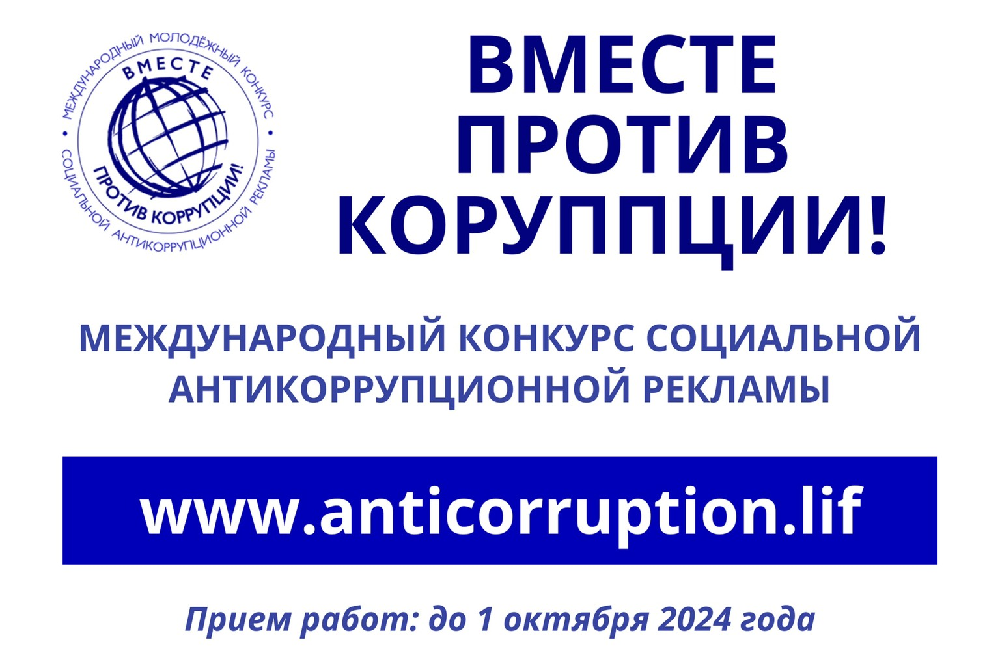 МЕЖДУНАРОДНЫЙ МОЛОДЁЖНЫЙ КОНКУРС
СОЦИАЛЬНОЙ АНТИКОРРУПЦИОННОЙ РЕКЛАМЫ
ВМЕСТЕ
ПРОТИВ КОРРУПЦИИ!
ВМЕСТЕ
ПРОТИВ
КОРУППЦИИ!
МЕЖДУНАРОДНЫЙ КОНКУРС СОЦИАЛЬНОЙ
АНТИКОРРУПЦИОННОЙ РЕКЛАМЫ
www.anticorruption.lif
Прием работ: до 1 октября 2024 года